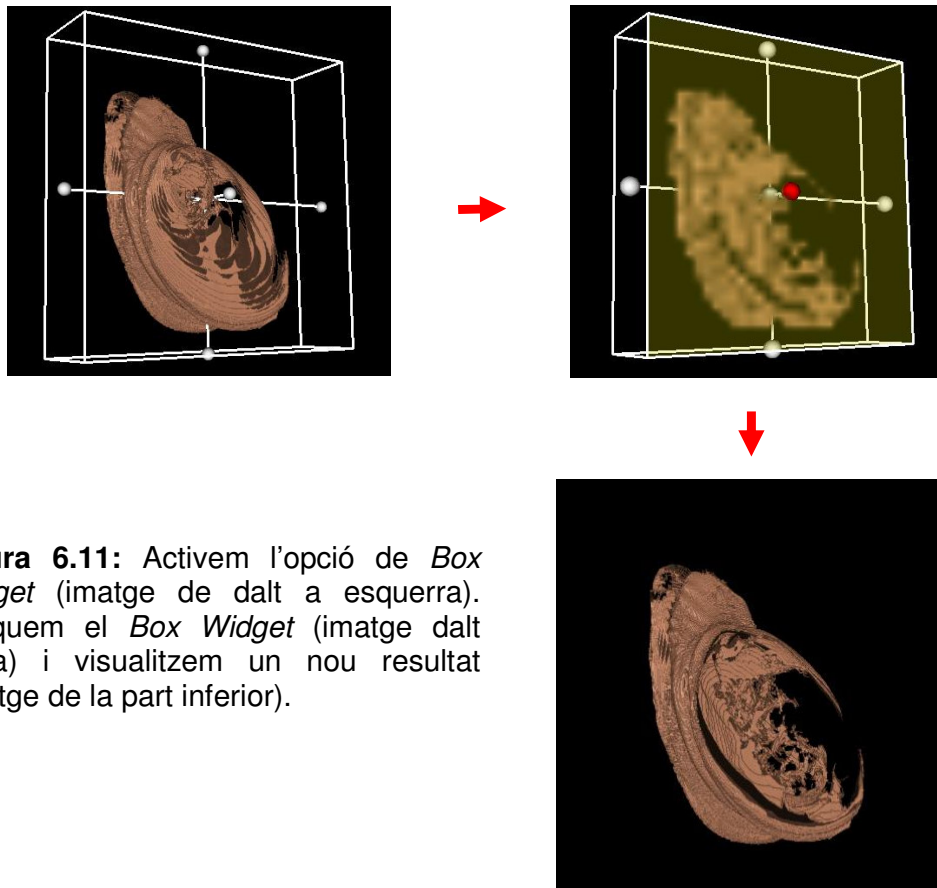 ura 6.11: Activem l'opció de Box
get (imatge de dalt a esquerra).
quem el Box Widget (imatge dalt
a) i visualitzem un nou resultat
tge de la part inferior).